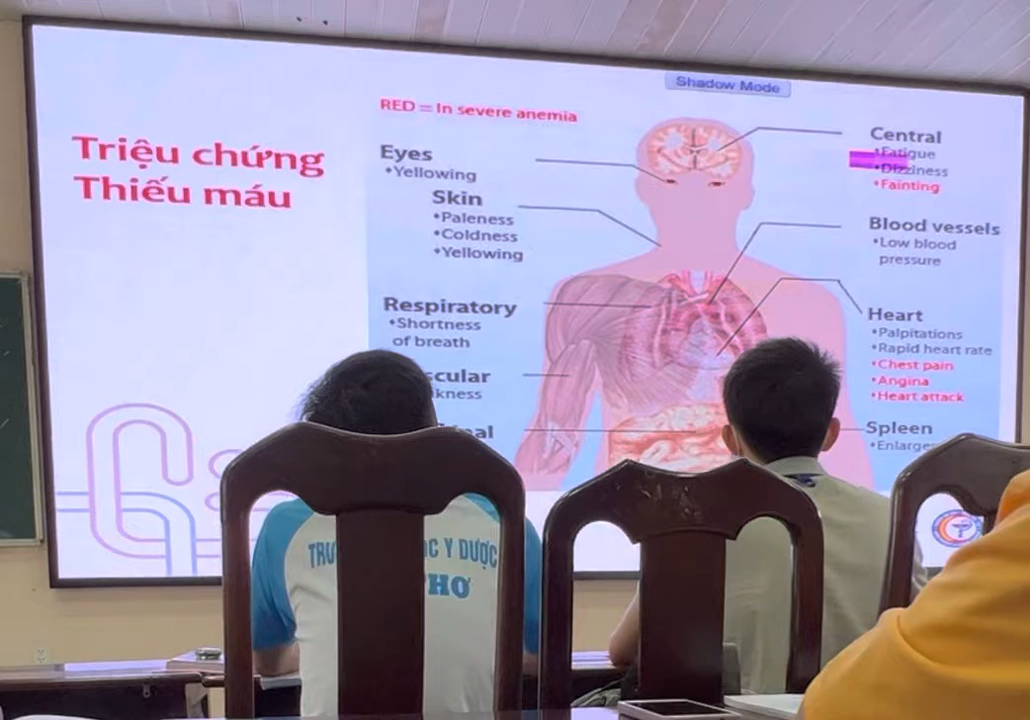 Shadow Mode
Triệu chứng
Thiếu máu
RED = In severe anemia
Eyes
•Yellowing
Skin
•Paleness
•Coldness
•Yellowing
Respiratory
•Shortness
of breath
Central
•Fatigue
•Dizziness
•Fainting
Blood vessels
•Low blood
pressure
Heart
•Palpitations
•Rapid heart rate
•Chest pain
•Angina
•Heart attack
Spleen
Y DƯỢC